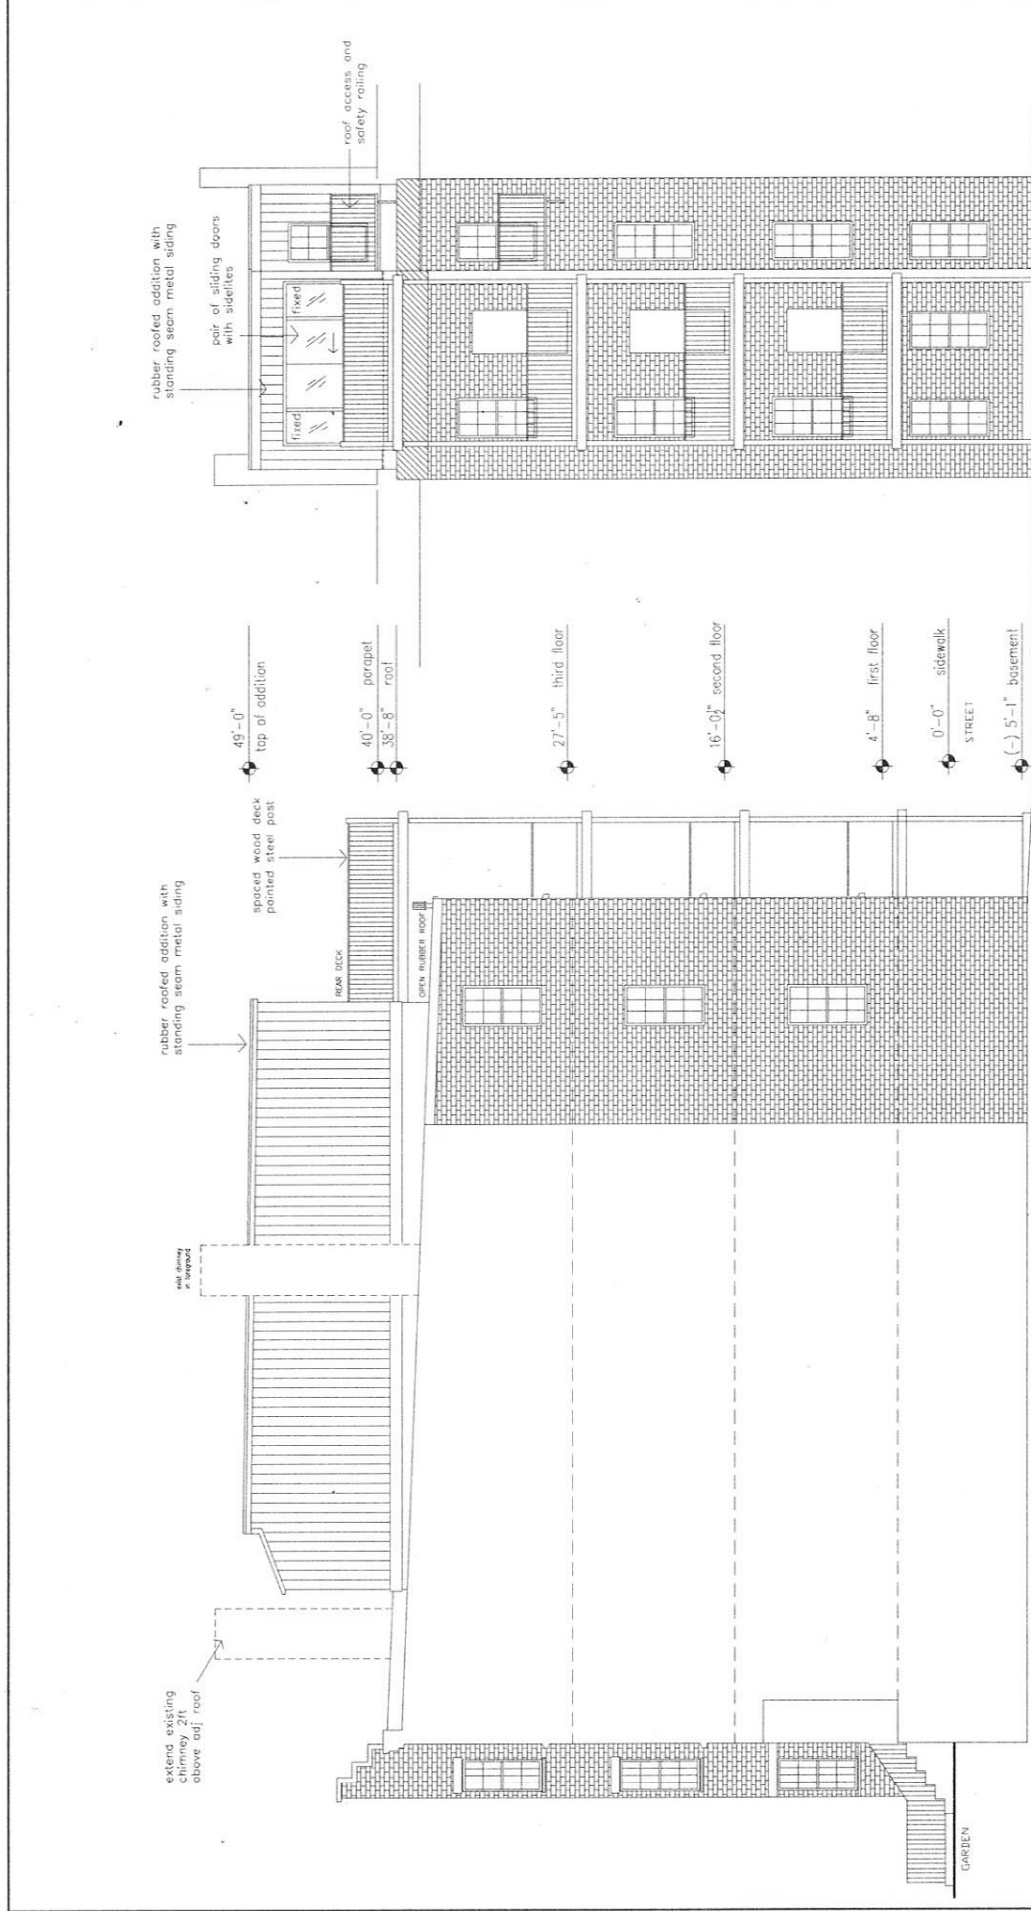 rubber roofed addition with
standing seam metal siding
pair of sliding doors
with sidelites
roof access and
safety railing
fixed
fixed
49'-0"
top of addition
40'-0" parapet
38'-8" roof
27'-5" third floor
16'-0½" second floor
4'-8" first floor
0'-0" sidewalk
STREET
(-) 5'-1" basement
rubber roofed addition with
standing seam metal siding
spaced wood deck
painted steel post
REAR DECK
OPEN RUBBER ROOF
exist chimney
in foreground
extend existing
chimney 2ft
above adj roof
GARDEN